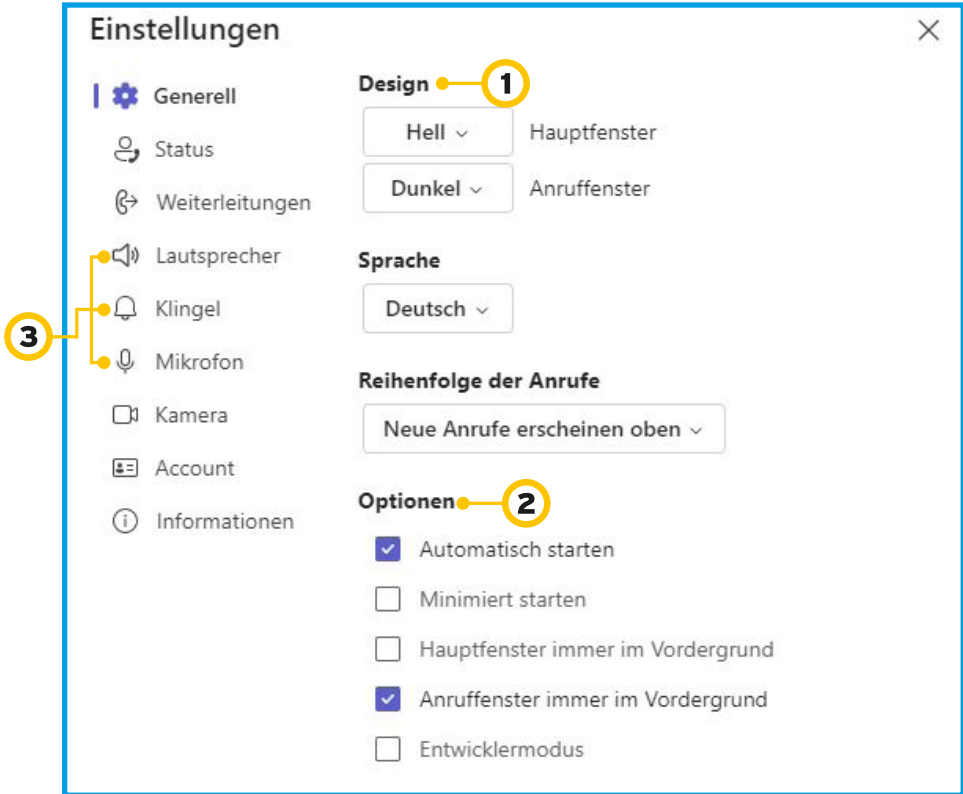 Einstellungen
Generell
Status
Weiterleitungen
Lautsprecher
Klingel
Mikrofon
Kamera
Account
Informationen
3
Design 1
Hell Hauptfenster
Dunkel Anruffenster
Sprache
Deutsch
Reihenfolge der Anrufe
Neue Anrufe erscheinen oben
Optionen 2
Automatisch starten
Minimiert starten
Hauptfenster immer im Vordergrund
Anruffenster immer im Vordergrund
Entwicklermodus